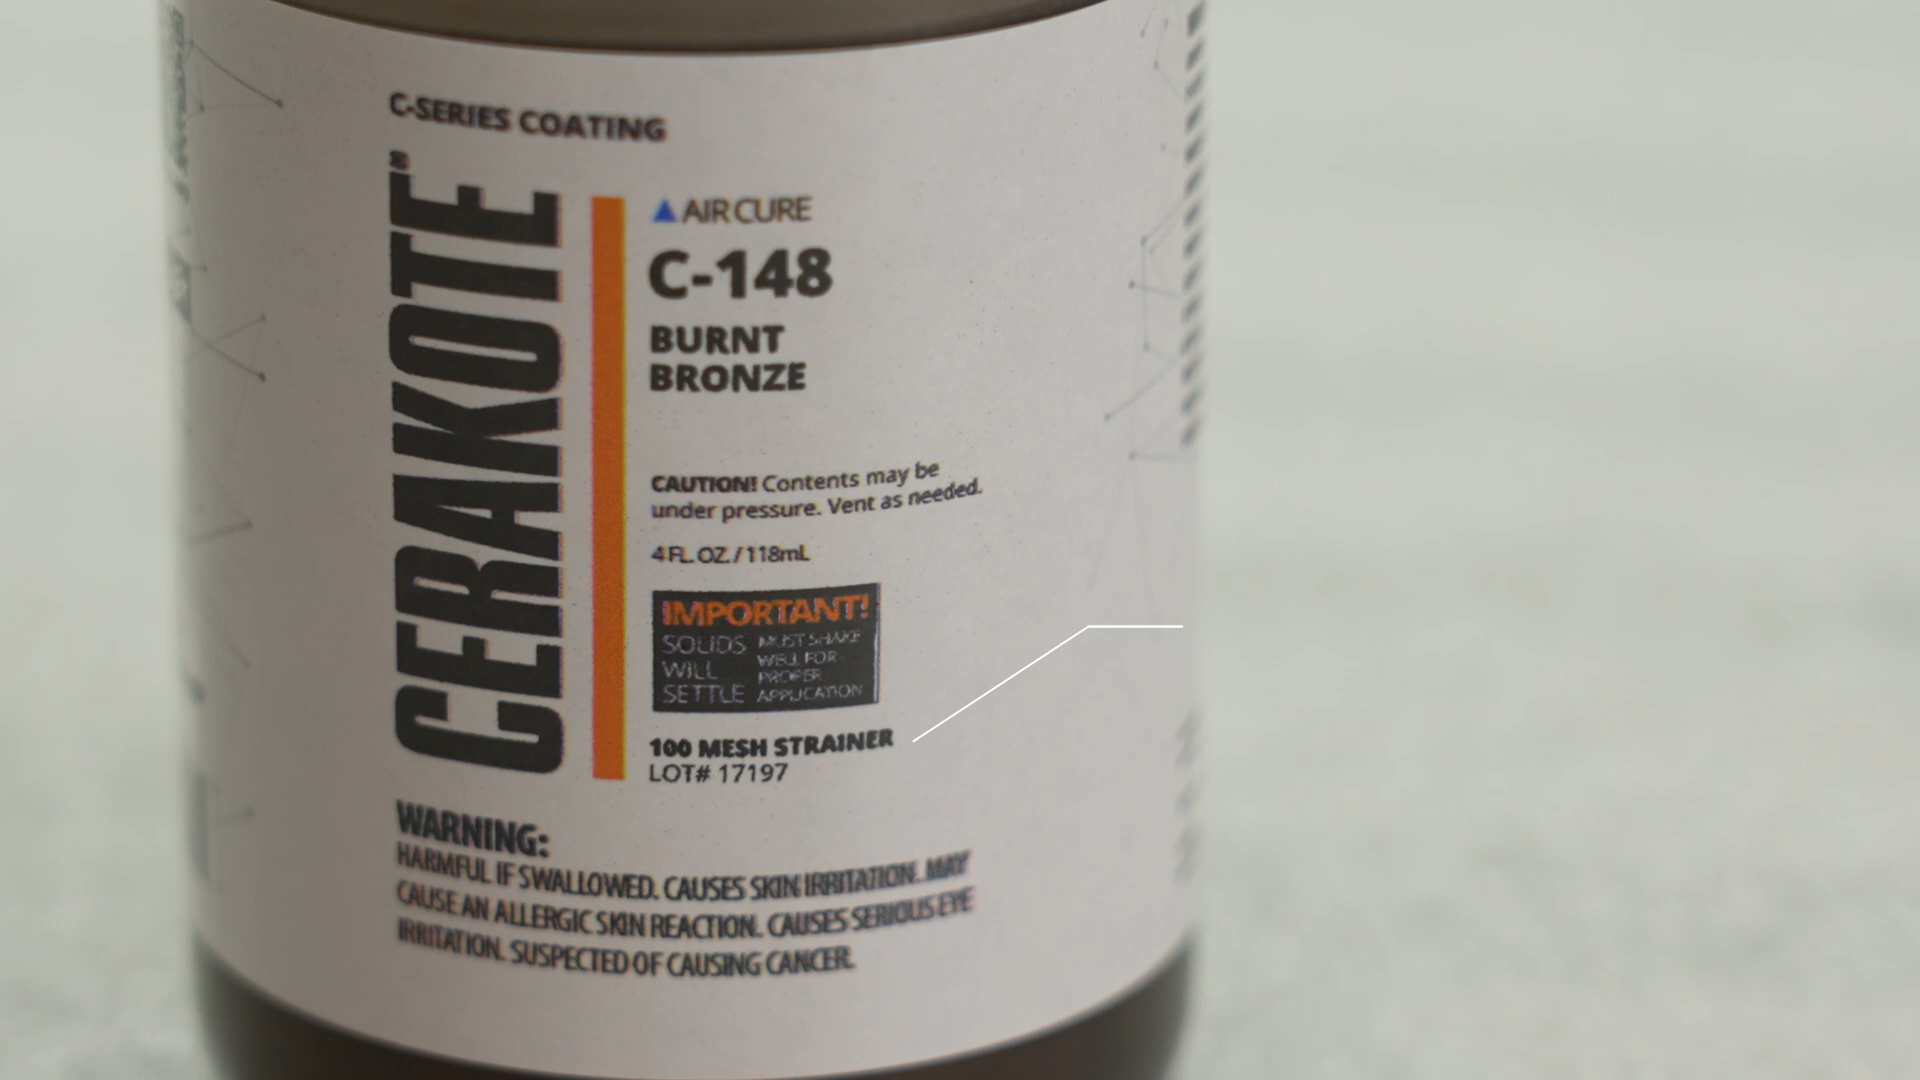 C-SERIES COATING
CERAKOTE®
AIR CURE
C-148
BURNT
BRONZE
CAUTION! Contents may be
under pressure. Vent as needed.
4 FL. OZ. / 118mL
IMPORTANT!
SOLIDS
WILL
SETTLE
MUST SHAKE
WELL FOR
PROPER
APPLICATION
100 MESH STRAINER
LOT# 17197
WARNING:
HARMFUL IF SWALLOWED. CAUSES SKIN IRRITATION. MAY
CAUSE AN ALLERGIC SKIN REACTION. CAUSES SERIOUS EYE
IRRITATION. SUSPECTED OF CAUSING CANCER.